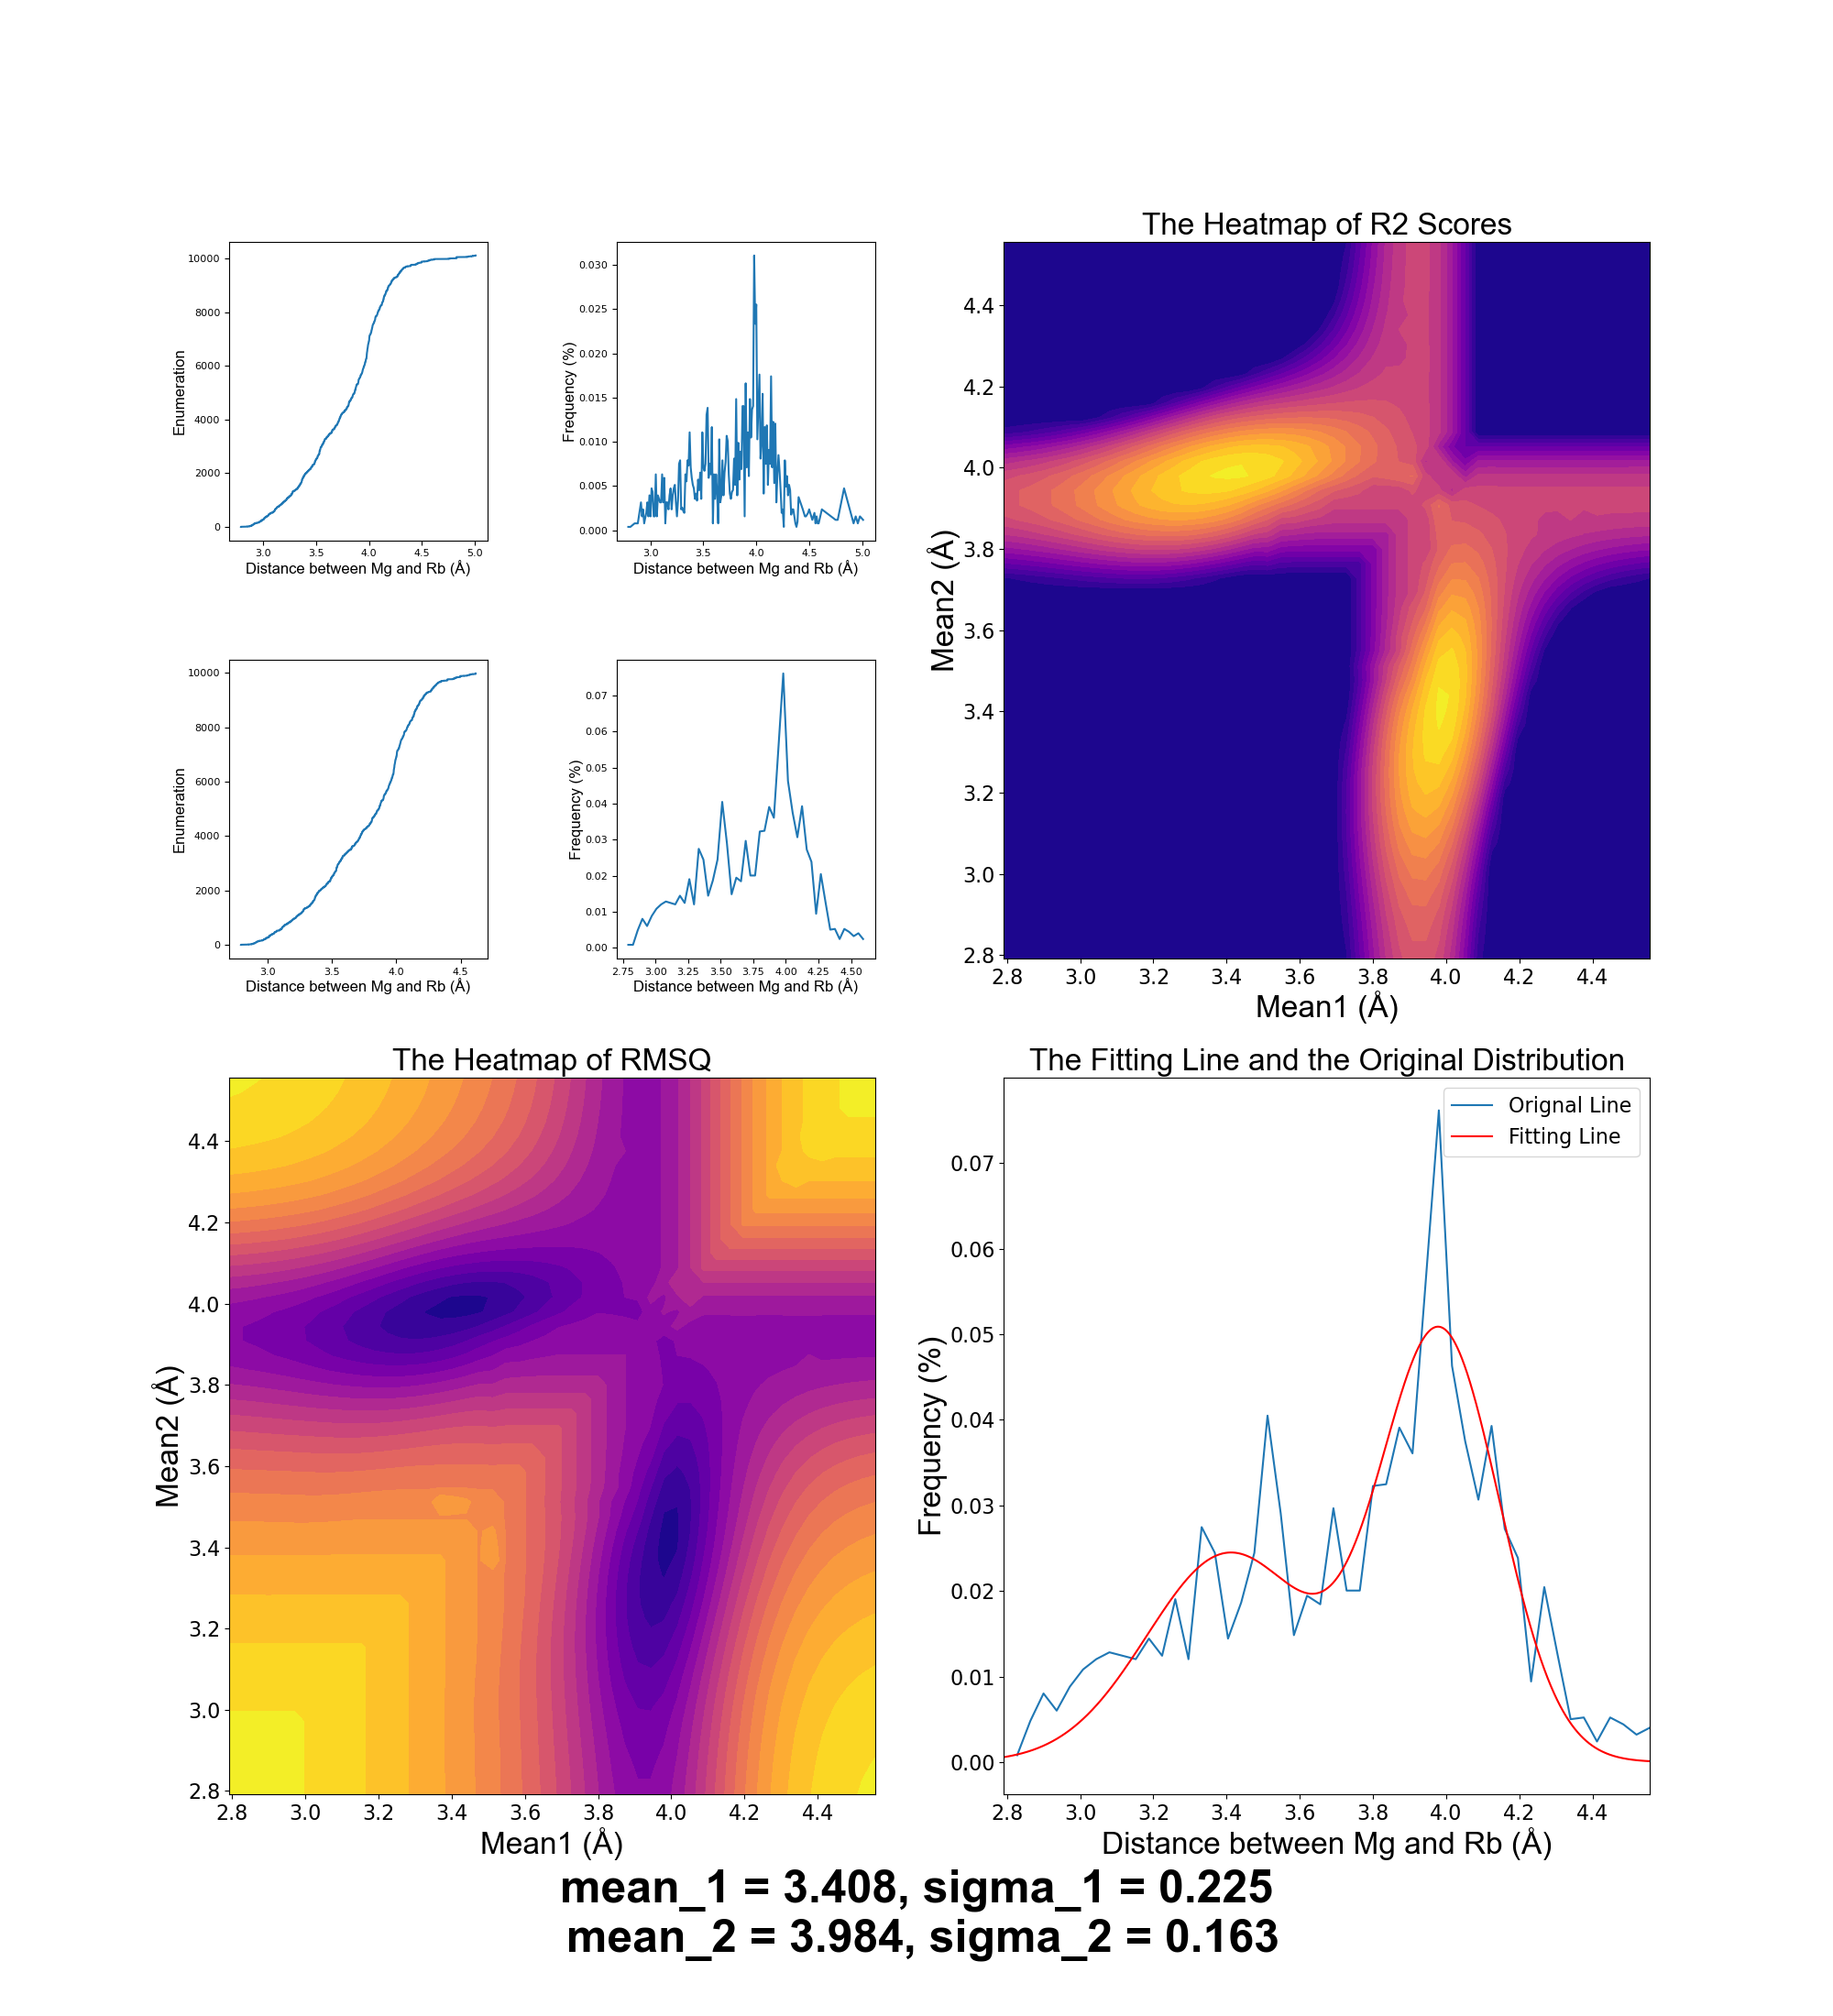 Enumeration
10000
8000
6000
4000
2000
0
3.0 3.5 4.0 4.5 5.0
Distance between Mg and Rb (Å)
Frequency (%)
0.030
0.025
0.020
0.015
0.010
0.005
0.000
3.0 3.5 4.0 4.5 5.0
Distance between Mg and Rb (Å)
Enumeration
10000
8000
6000
4000
2000
0
3.0 3.5 4.0 4.5
Distance between Mg and Rb (Å)
Frequency (%)
0.07
0.06
0.05
0.04
0.03
0.02
0.01
0.00
2.75 3.00 3.25 3.50 3.75 4.00 4.25 4.50
Distance between Mg and Rb (Å)
The Heatmap of R2 Scores
Mean2 (Å)
4.4
4.2
4.0
3.8
3.6
3.4
3.2
3.0
2.8
2.8 3.0 3.2 3.4 3.6 3.8 4.0 4.2 4.4
Mean1 (Å)
The Heatmap of RMSQ
Mean2 (Å)
4.4
4.2
4.0
3.8
3.6
3.4
3.2
3.0
2.8
2.8 3.0 3.2 3.4 3.6 3.8 4.0 4.2 4.4
Mean1 (Å)
The Fitting Line and the Original Distribution
Orignal Line
Fitting Line
Frequency (%)
0.07
0.06
0.05
0.04
0.03
0.02
0.01
0.00
2.8 3.0 3.2 3.4 3.6 3.8 4.0 4.2 4.4
Distance between Mg and Rb (Å)
mean_1 = 3.408, sigma_1 = 0.225
mean_2 = 3.984, sigma_2 = 0.163